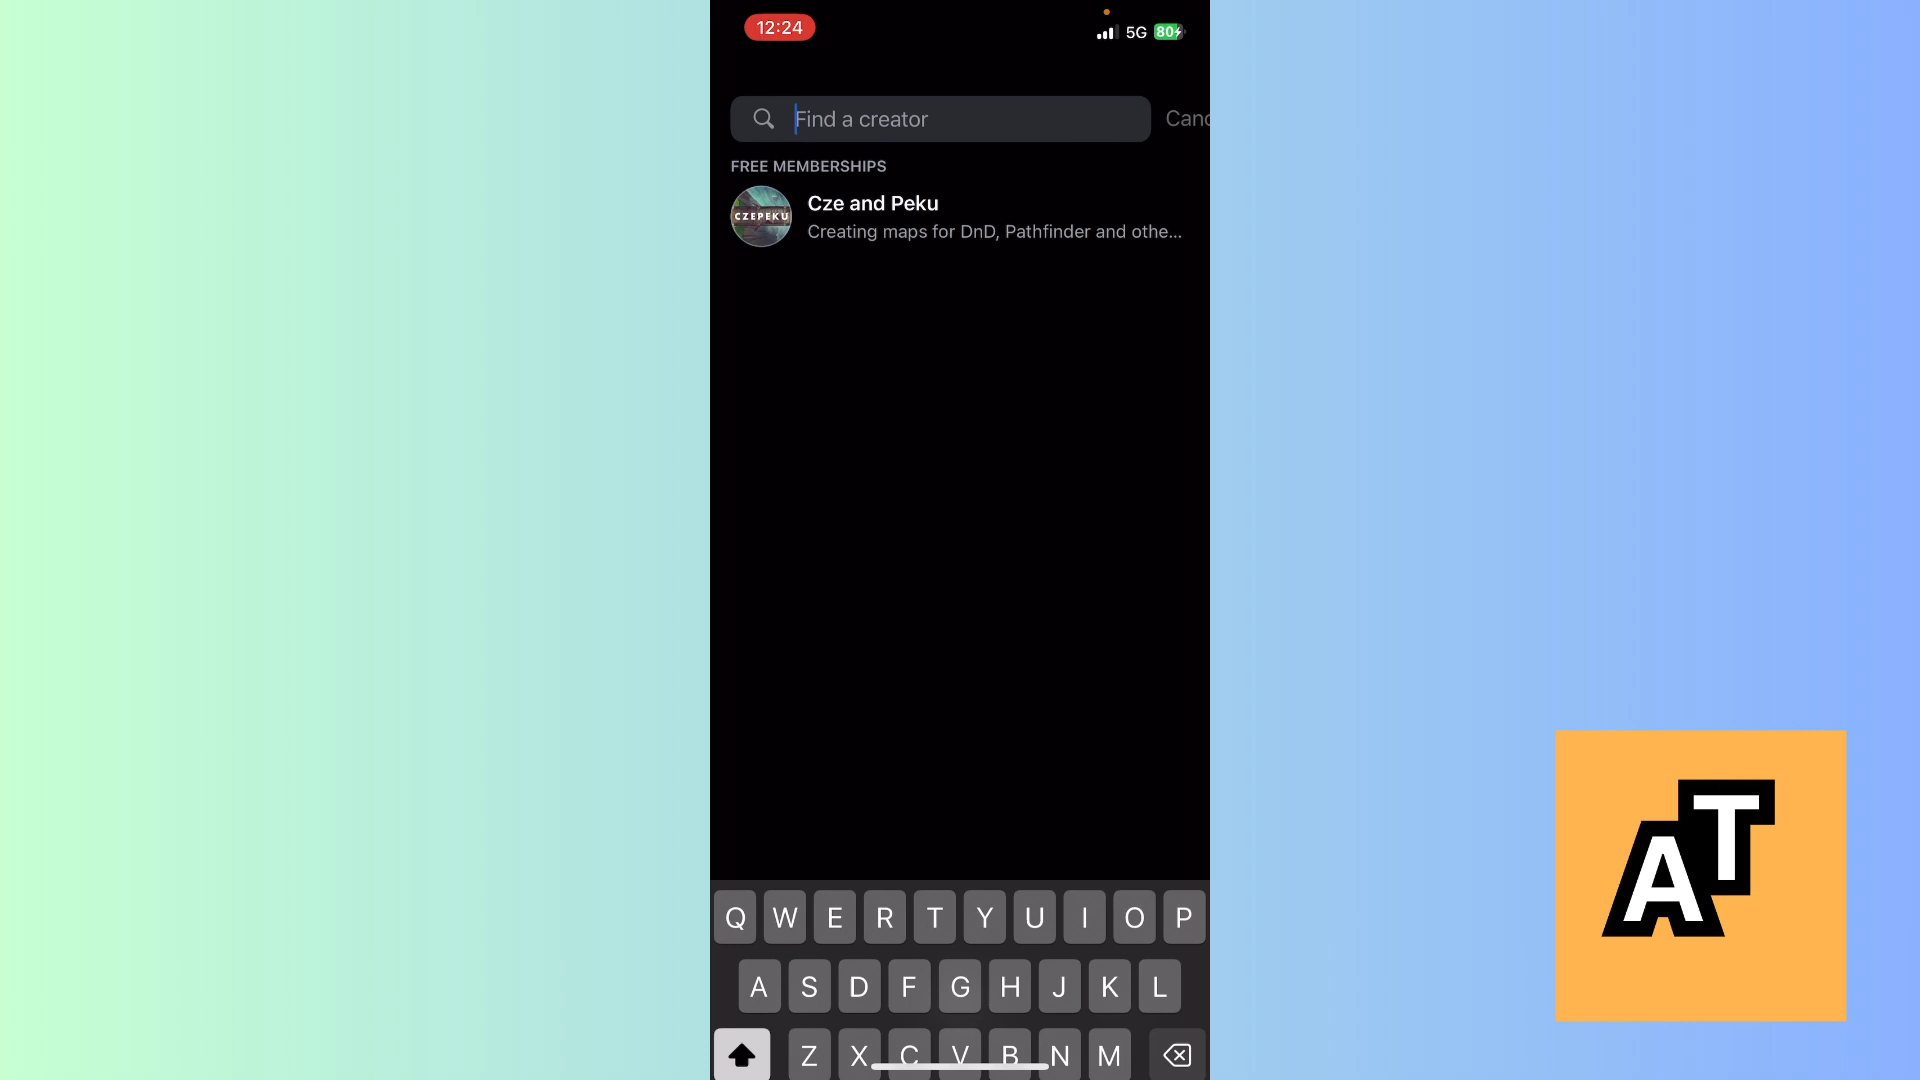 12:24
5G 80
Find a creator
Canc
FREE MEMBERSHIPS
CZEPEKU
Cze and Peku
Creating maps for DnD, Pathfinder and othe...
Q W E R T Y U I O P
A S D F G H J K L
Z X C V B N M
AT